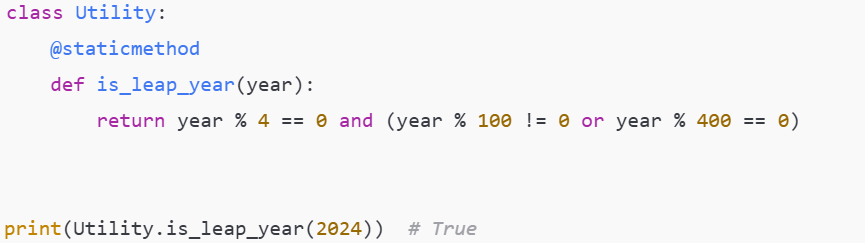 class Utility:
    @staticmethod
    def is_leap_year(year):
        return year % 4 == 0 and (year % 100 != 0 or year % 400 == 0)
print(Utility.is_leap_year(2024))  # True